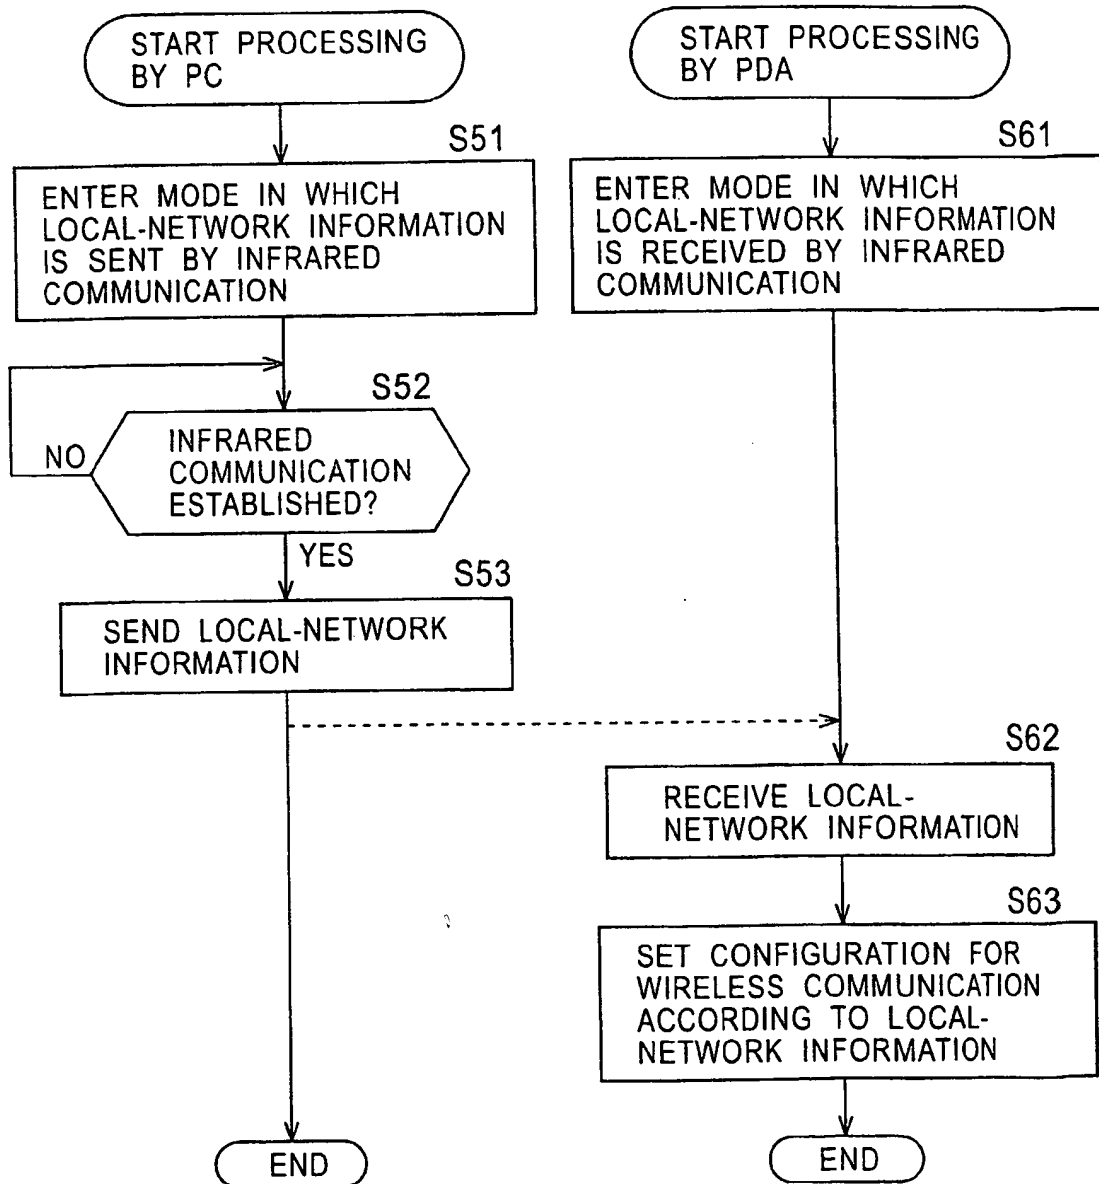 START PROCESSING
BY PC
S51
ENTER MODE IN WHICH
LOCAL-NETWORK INFORMATION
IS SENT BY INFRARED
COMMUNICATION
S52
INFRARED
COMMUNICATION
ESTABLISHED?
NO
YES
S53
SEND LOCAL-NETWORK
INFORMATION
END
START PROCESSING
BY PDA
S61
ENTER MODE IN WHICH
LOCAL-NETWORK INFORMATION
IS RECEIVED BY INFRARED
COMMUNICATION
S62
RECEIVE LOCAL-
NETWORK INFORMATION
S63
SET CONFIGURATION FOR
WIRELESS COMMUNICATION
ACCORDING TO LOCAL-
NETWORK INFORMATION
END